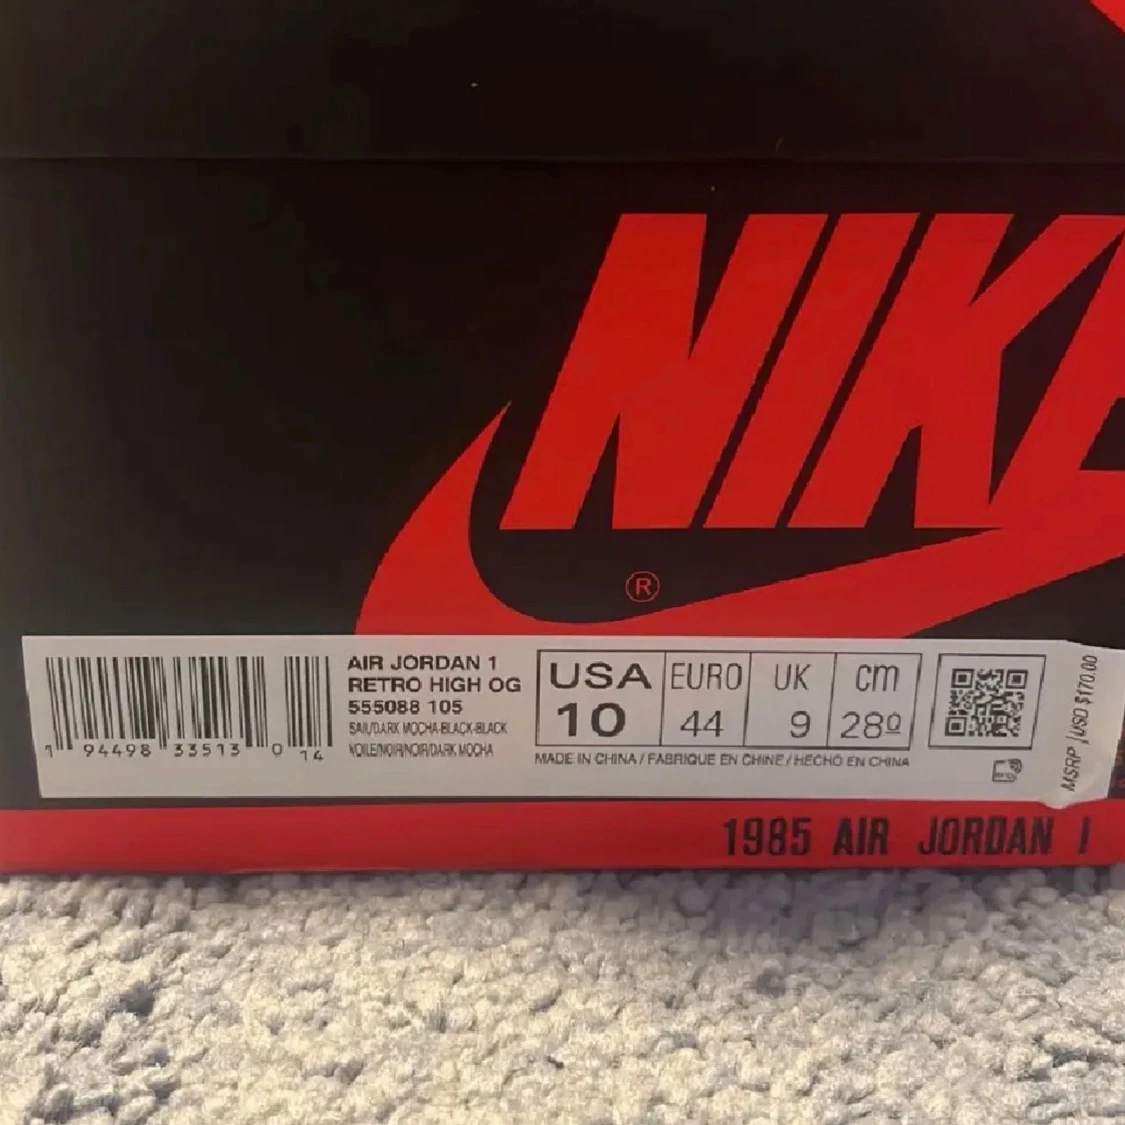 NIKE
®
AIR JORDAN 1
RETRO HIGH OG
555088 105
SAIL/DARK MOCHA-BLACK-BLACK
VOILE/NOIR/NOIR/DARK MOCHA
1 94498 33513 0 14
USA EURO UK cm
10 44 9 280
MADE IN CHINA / FABRIQUE EN CHINE / HECHO EN CHINA
MSRP /USD $170.00
1985 AIR JORDAN I